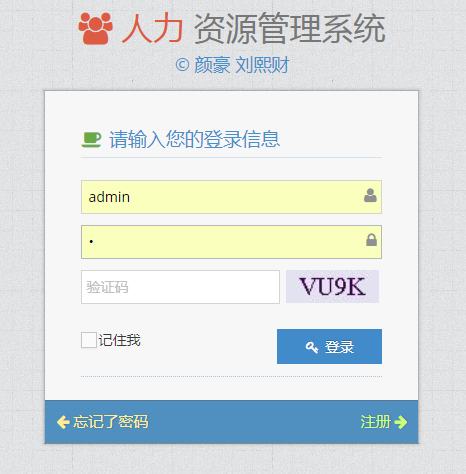 人力 资源管理系统
© 颜豪 刘熙财
请输入您的登录信息
admin
•
验证码 VU9K
记住我 登录
忘记了密码 注册